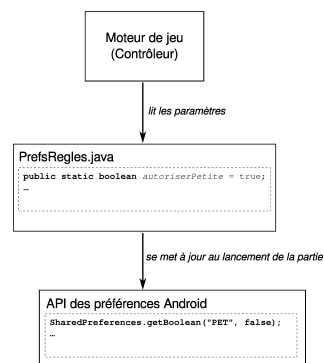 Moteur de jeu
(Contrôleur)
lit les paramètres
PrefsRegles.java
public static boolean autoriserPetite = true;
…
se met à jour au lancement de la partie
API des préférences Android
SharedPreferences.getBoolean("PET", false);
…